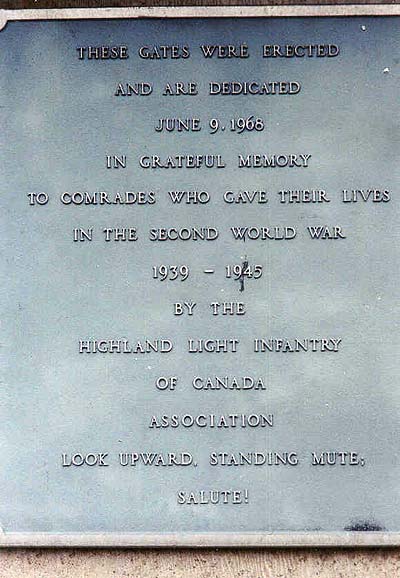 THESE GATES WERE ERECTED
AND ARE DEDICATED
JUNE 9, 1968
IN GRATEFUL MEMORY
TO COMRADES WHO GAVE THEIR LIVES
IN THE SECOND WORLD WAR
1939 - 1945
BY THE
HIGHLAND LIGHT INFANTRY
OF CANADA
ASSOCIATION
LOOK UPWARD, STANDING MUTE;
SALUTE!